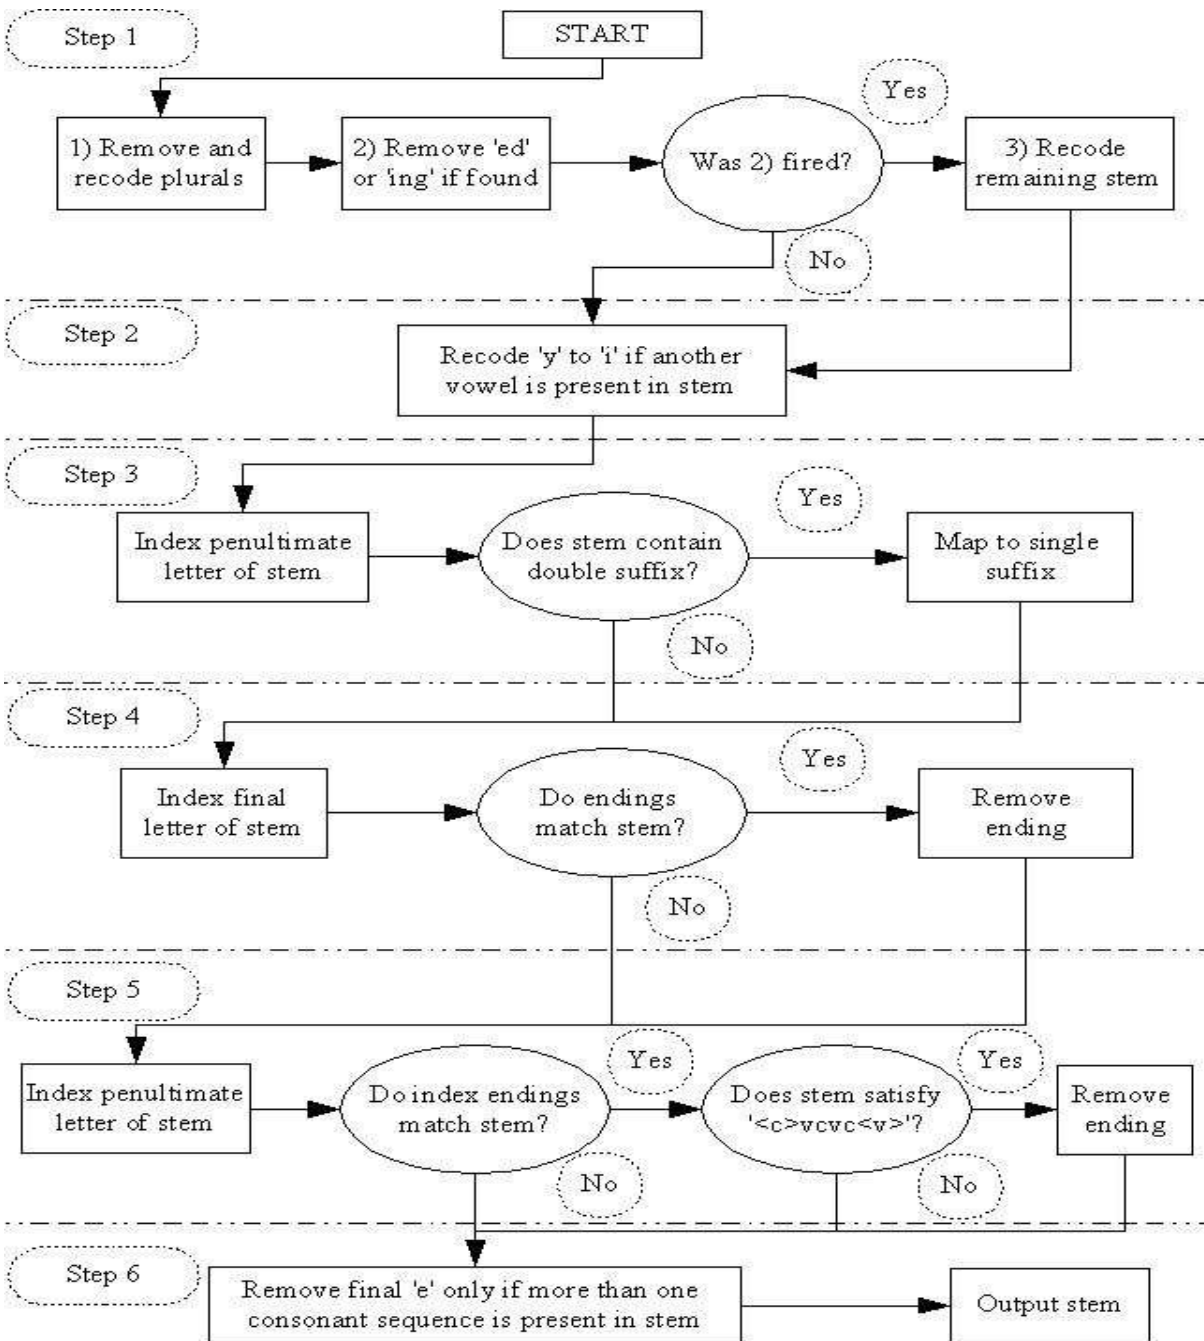 Step 1
START
Yes
1) Remove and
recode plurals
2) Remove 'ed'
or 'ing' if found
Was 2) fired?
3) Recode
remaining stem
No
Step 2
Recode 'y' to 'i' if another
vowel is present in stem
Step 3
Yes
Index penultimate
letter of stem
Does stem contain
double suffix?
Map to single
suffix
No
Step 4
Yes
Index final
letter of stem
Do endings
match stem?
Remove
ending
No
Step 5
Yes
Yes
Index penultimate
letter of stem
Do index endings
match stem?
Does stem satisfy
'<c>vcvc<v>'?
Remove
ending
No
No
Step 6
Remove final 'e' only if more than one
consonant sequence is present in stem
Output stem